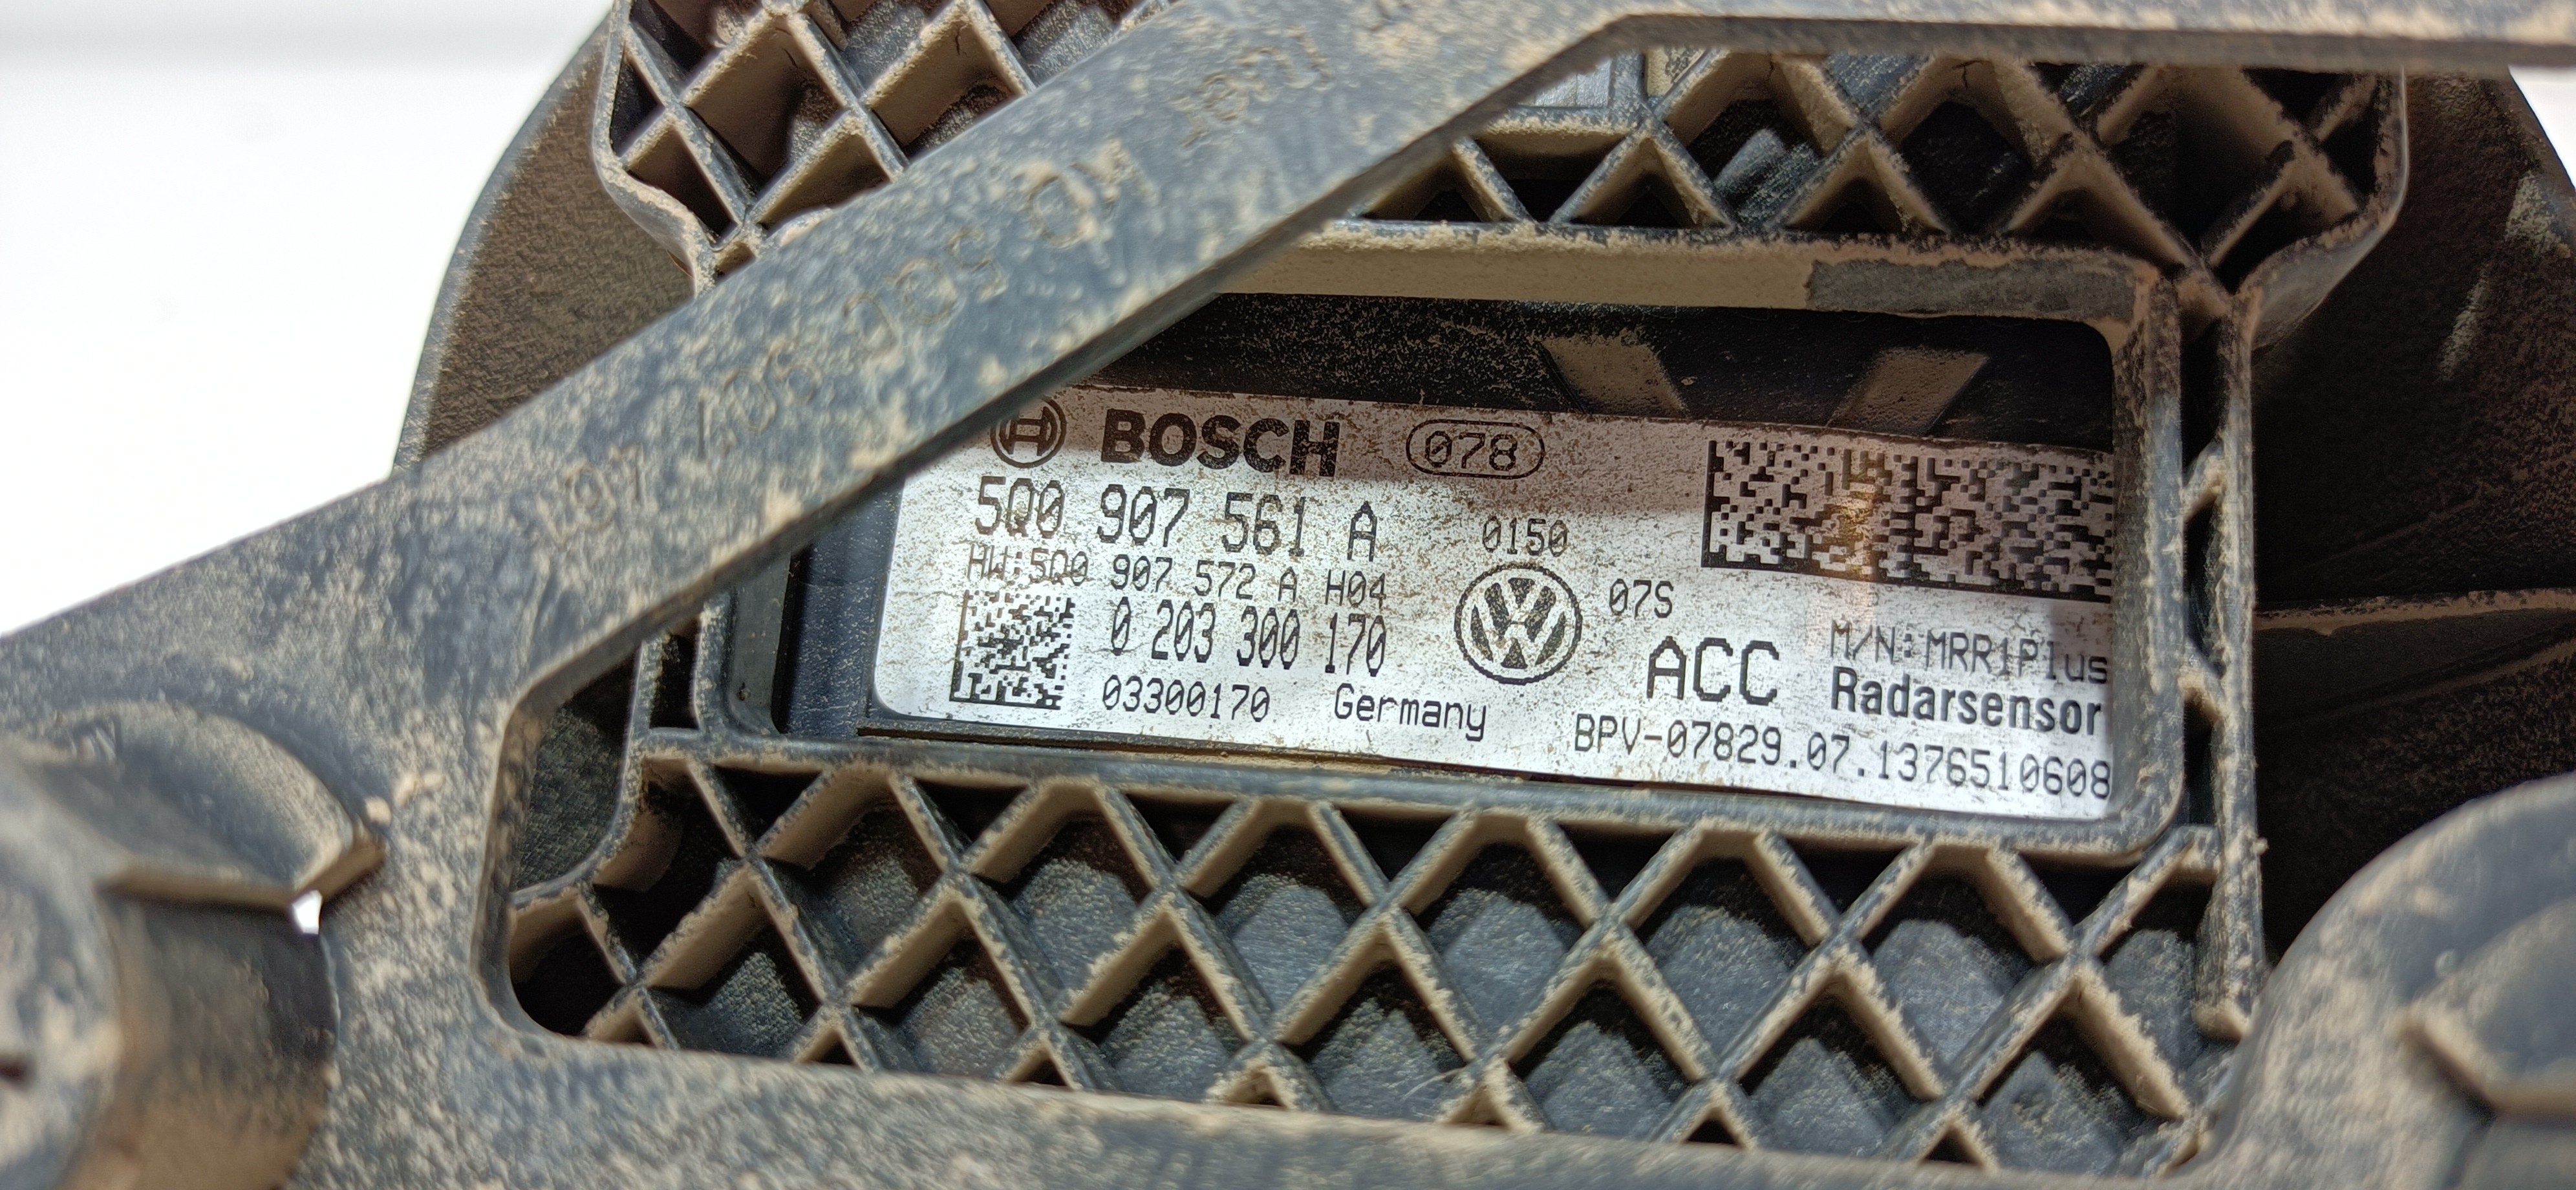 BOSCH 078
5Q0 907 561 A 0150
HW:5Q0 907 572 A H04
07S
0 203 300 170
ACC M/N:MRR1Plus
Radarsensor
03300170 Germany
BPV-07829.07.1376510608